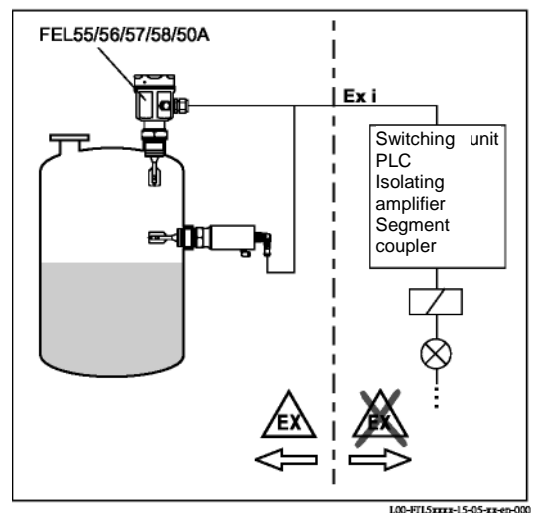 FEL55/56/57/58/50A
Ex i
Switching unit
PLC
Isolating
amplifier
Segment
coupler
EX
EX
L00-FTL5xxxx-15-05-xx-en-000